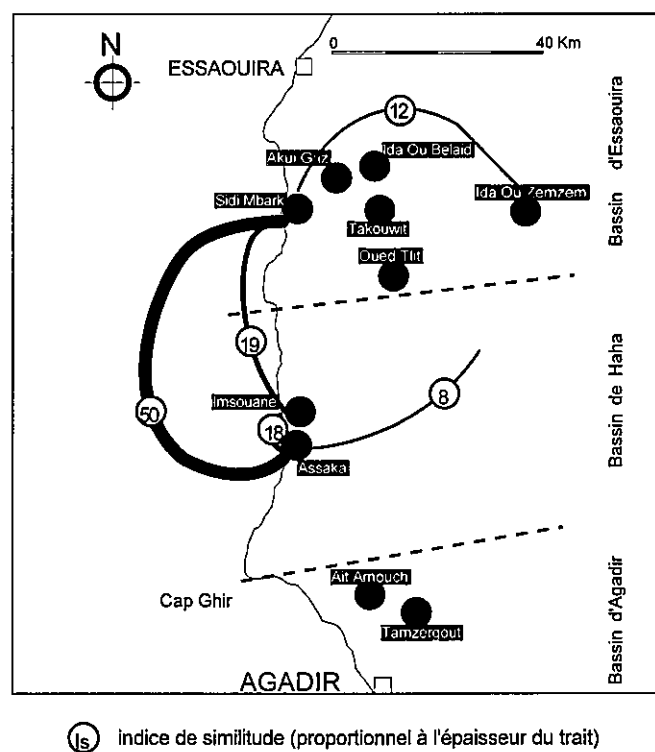 N
0 40 Km
ESSAOUIRA
12
Ida Ou Belaid
Akui Griz
Sidi Mbark
Ida Ou Zemzem
Takouwit
Oued Tlit
Bassin d'Essaouira
19
8
Imsouane
50
18
Assaka
Bassin de Haha
Ait Amouch
Cap Ghir
Tamzergout
Bassin d'Agadir
AGADIR
Is indice de similitude (proportionnel à l'épaisseur du trait)